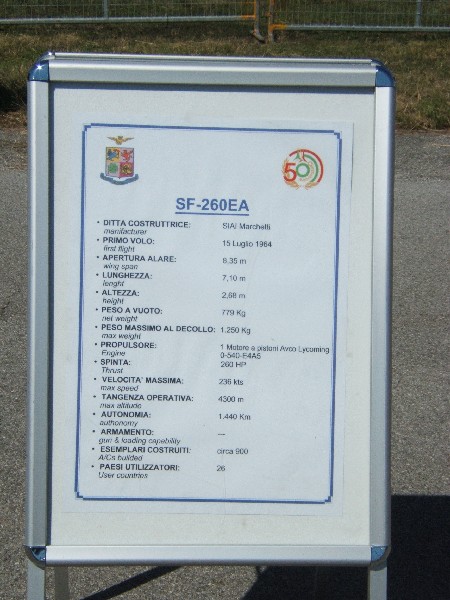 50
SF-260EA
• DITTA COSTRUTTRICE: SIAI Marchetti
manifacturer
• PRIMO VOLO: 15 Luglio 1964
first flight
• APERTURA ALARE: 8,35 m
wing span
• LUNGHEZZA: 7,10 m
lenght
• ALTEZZA: 2,68 m
height
• PESO A VUOTO: 779 Kg
net weight
• PESO MASSIMO AL DECOLLO: 1.250 Kg
max weight
• PROPULSORE: 1 Motore a pistoni Avco Lycoming
Engine 0-540-E4A5
• SPINTA: 260 HP
Thrust
• VELOCITA' MASSIMA: 236 kts
max speed
• TANGENZA OPERATIVA: 4300 m
max altitude
• AUTONOMIA: 1.440 Km
authonomy
• ARMAMENTO: ---
gun & loading capability
• ESEMPLARI COSTRUITI: circa 900
A/Cs builded
• PAESI UTILIZZATORI: 26
User countries